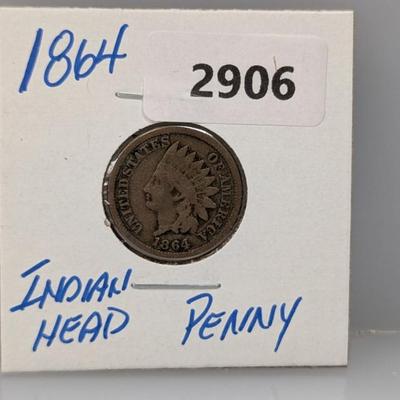 1864
2906
UNITED STATES OF AMERICA
1864
INDIAN HEAD
PENNY